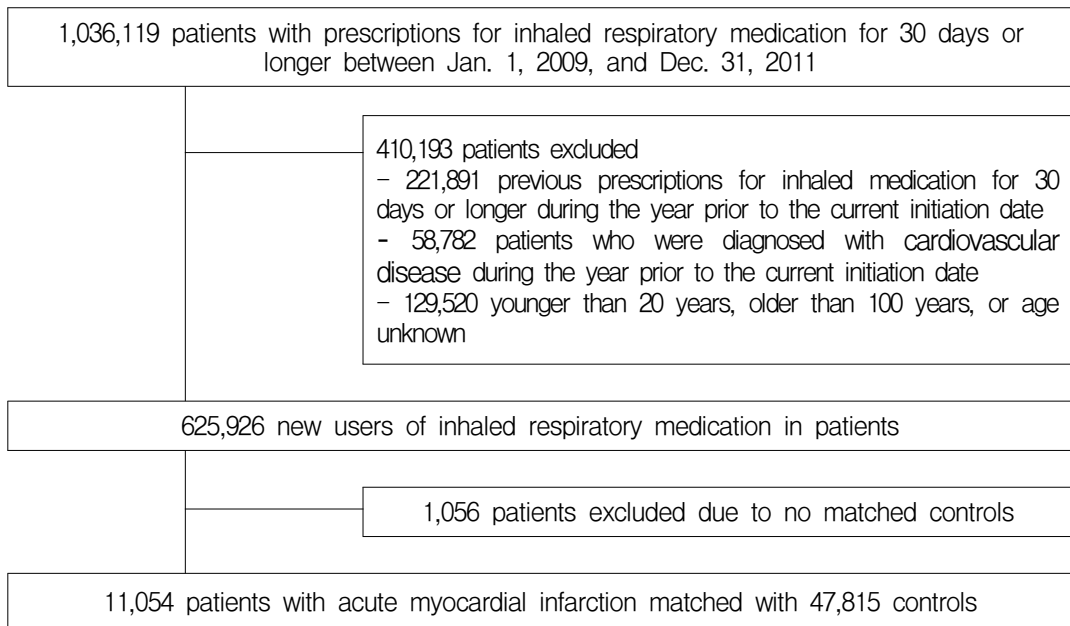 1,036,119 patients with prescriptions for inhaled respiratory medication for 30 days or
longer between Jan. 1, 2009, and Dec. 31, 2011
410,193 patients excluded
– 221,891 previous prescriptions for inhaled medication for 30
days or longer during the year prior to the current initiation date
- 58,782 patients who were diagnosed with cardiovascular
disease during the year prior to the current initiation date
– 129,520 younger than 20 years, older than 100 years, or age
unknown
625,926 new users of inhaled respiratory medication in patients
1,056 patients excluded due to no matched controls
11,054 patients with acute myocardial infarction matched with 47,815 controls